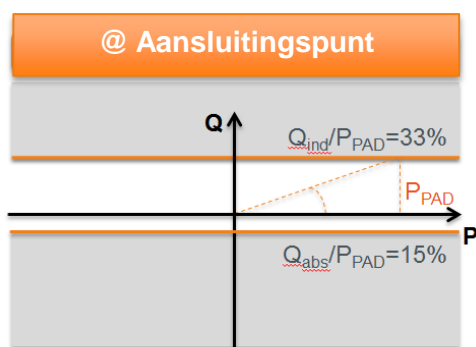 @ Aansluitingspunt
Q
Qind/PPAD=33%
PPAD
P
Qabs/PPAD=15%